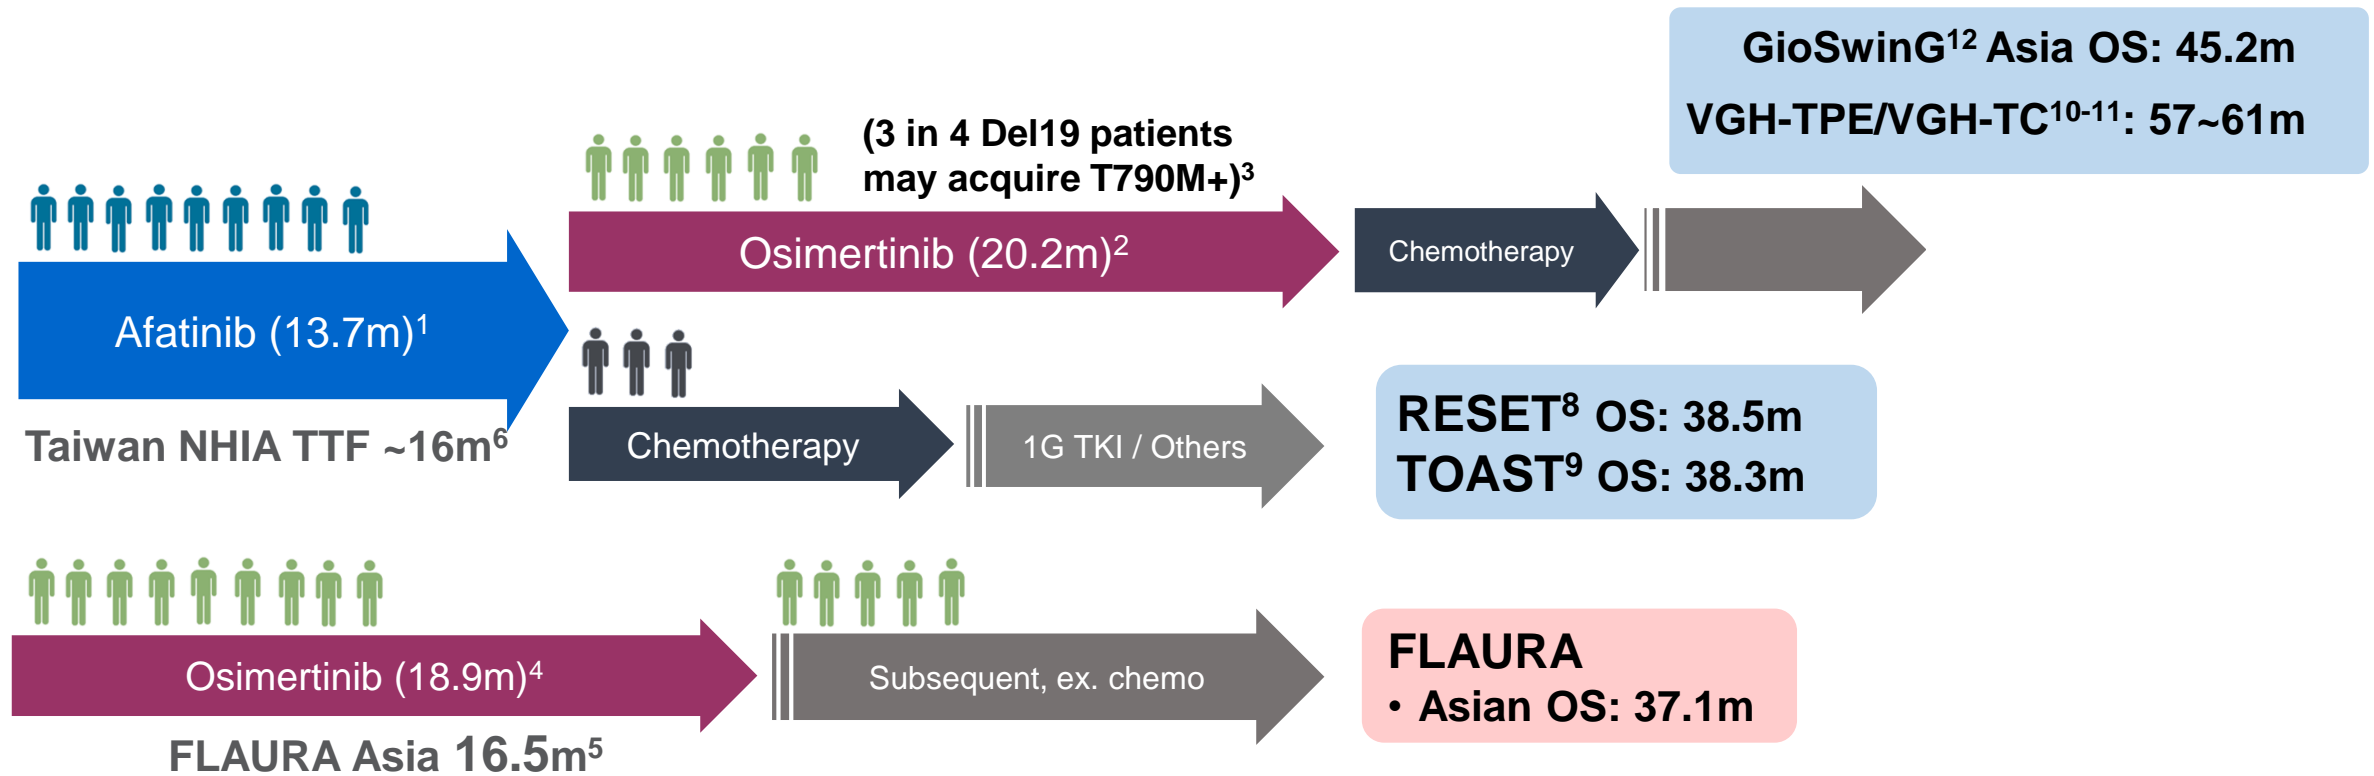 GioSwinG¹² Asia OS: 45.2m
VGH-TPE/VGH-TC¹⁰⁻¹¹: 57~61m
(3 in 4 Del19 patients
may acquire T790M+)³
Osimertinib (20.2m)²
Chemotherapy
Afatinib (13.7m)¹
Taiwan NHIA TTF ~16m⁶
Chemotherapy
1G TKI / Others
RESET⁸ OS: 38.5m
TOAST⁹ OS: 38.3m
Osimertinib (18.9m)⁴
FLAURA Asia 16.5m⁵
Subsequent, ex. chemo
FLAURA
• Asian OS: 37.1m